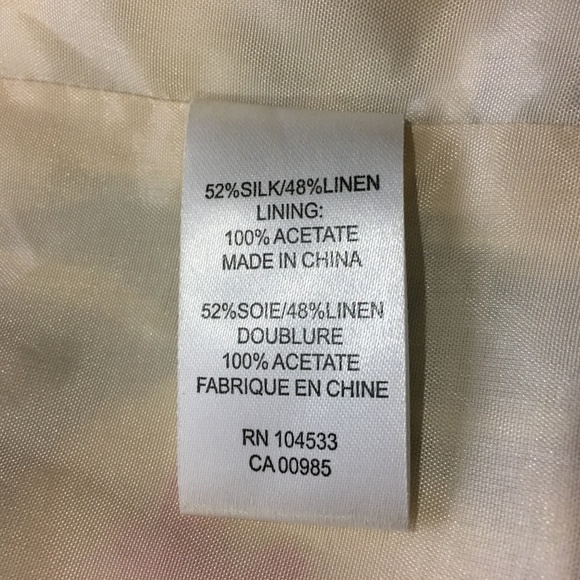 52%SILK/48%LINEN
LINING:
100% ACETATE
MADE IN CHINA
52%SOIE/48%LINEN
DOUBLURE
100% ACETATE
FABRIQUE EN CHINE
RN 104533
CA 00985